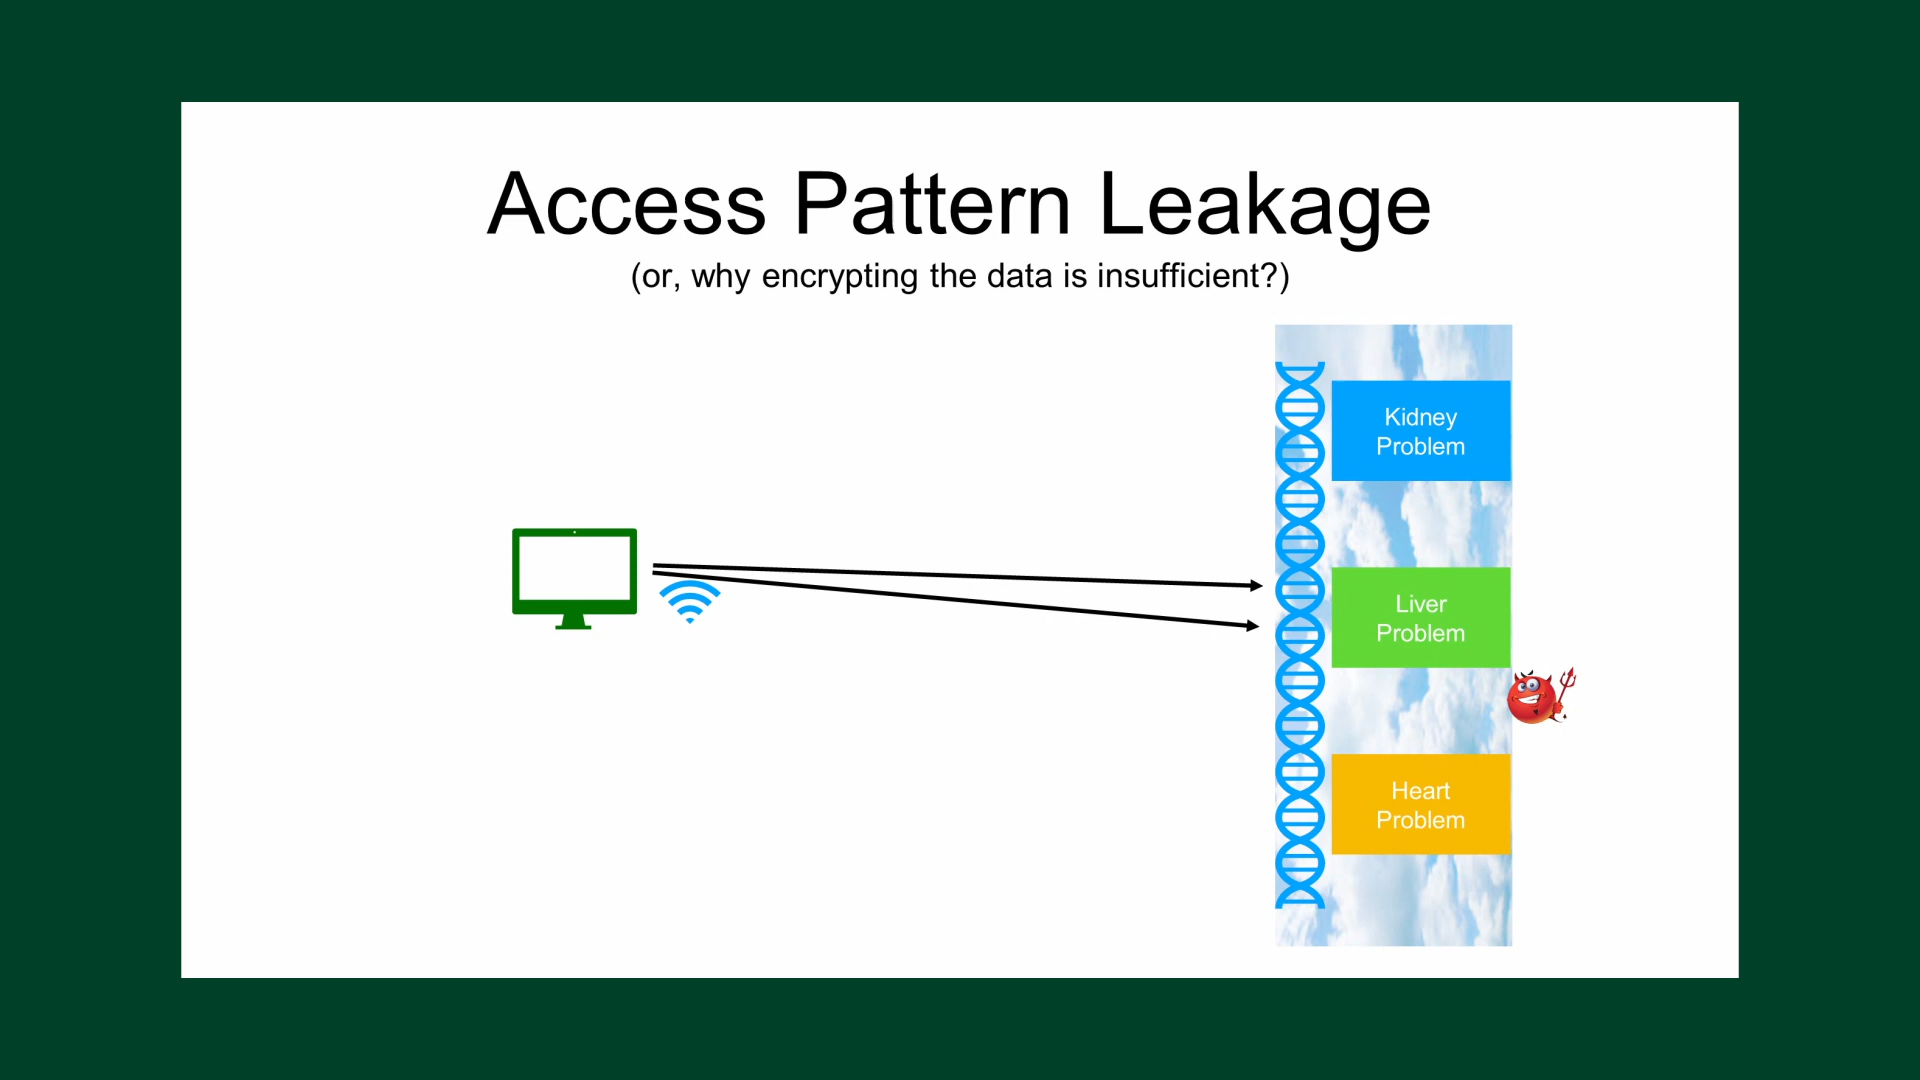 Access Pattern Leakage
(or, why encrypting the data is insufficient?)
Kidney
Problem
Liver
Problem
Heart
Problem